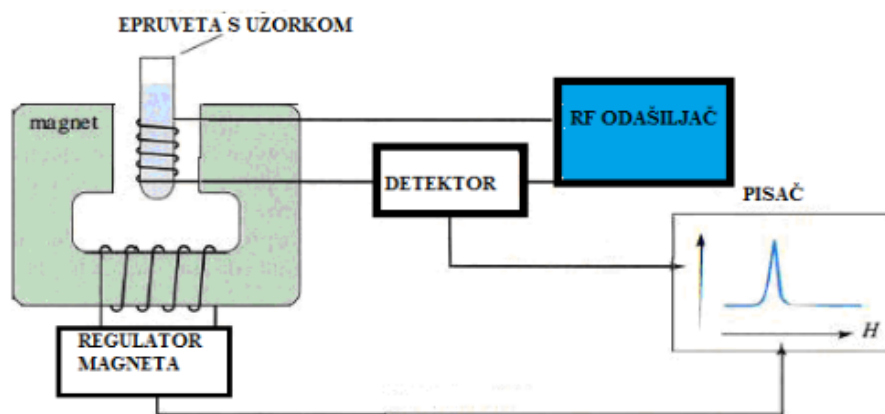 EPRUVETA S UZORKOM
magnet
RF ODAŠILJAČ
DETEKTOR
PISAČ
H
REGULATOR
MAGNETA